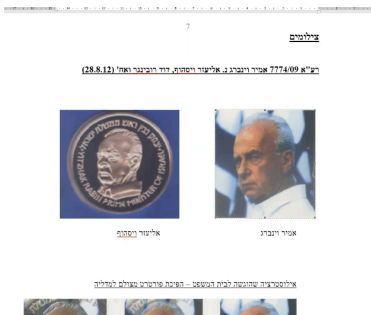 7
צילומים
רע"א 7774/09 אמיר וינברג נ. אליעזר ויסהוף, דוד רובינגר ואח' (28.8.12)
אמיר וינברג
אליעזר ויסהוף
אילוסטרציה שהוגשה לבית המשפט – הפיכת פורטרט מצולם למדליה